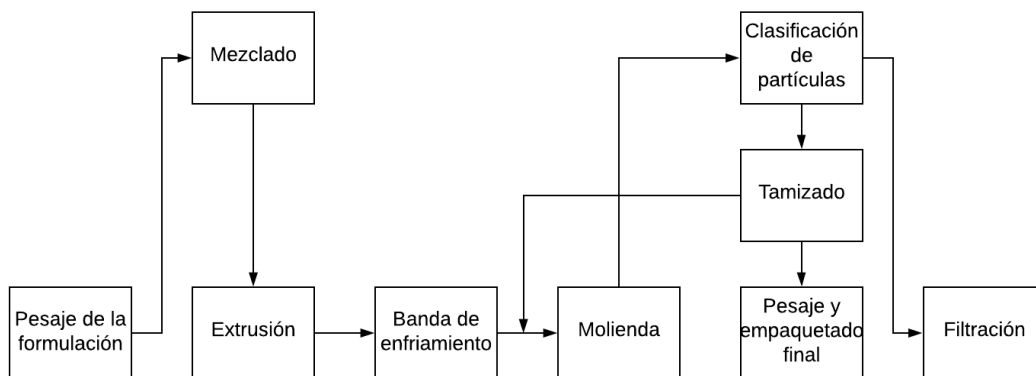 Mezclado
Clasificación
de
partículas
Tamizado
Pesaje de la
formulación
Extrusión
Banda de
enfriamiento
Molienda
Pesaje y
empaquetado
final
Filtración